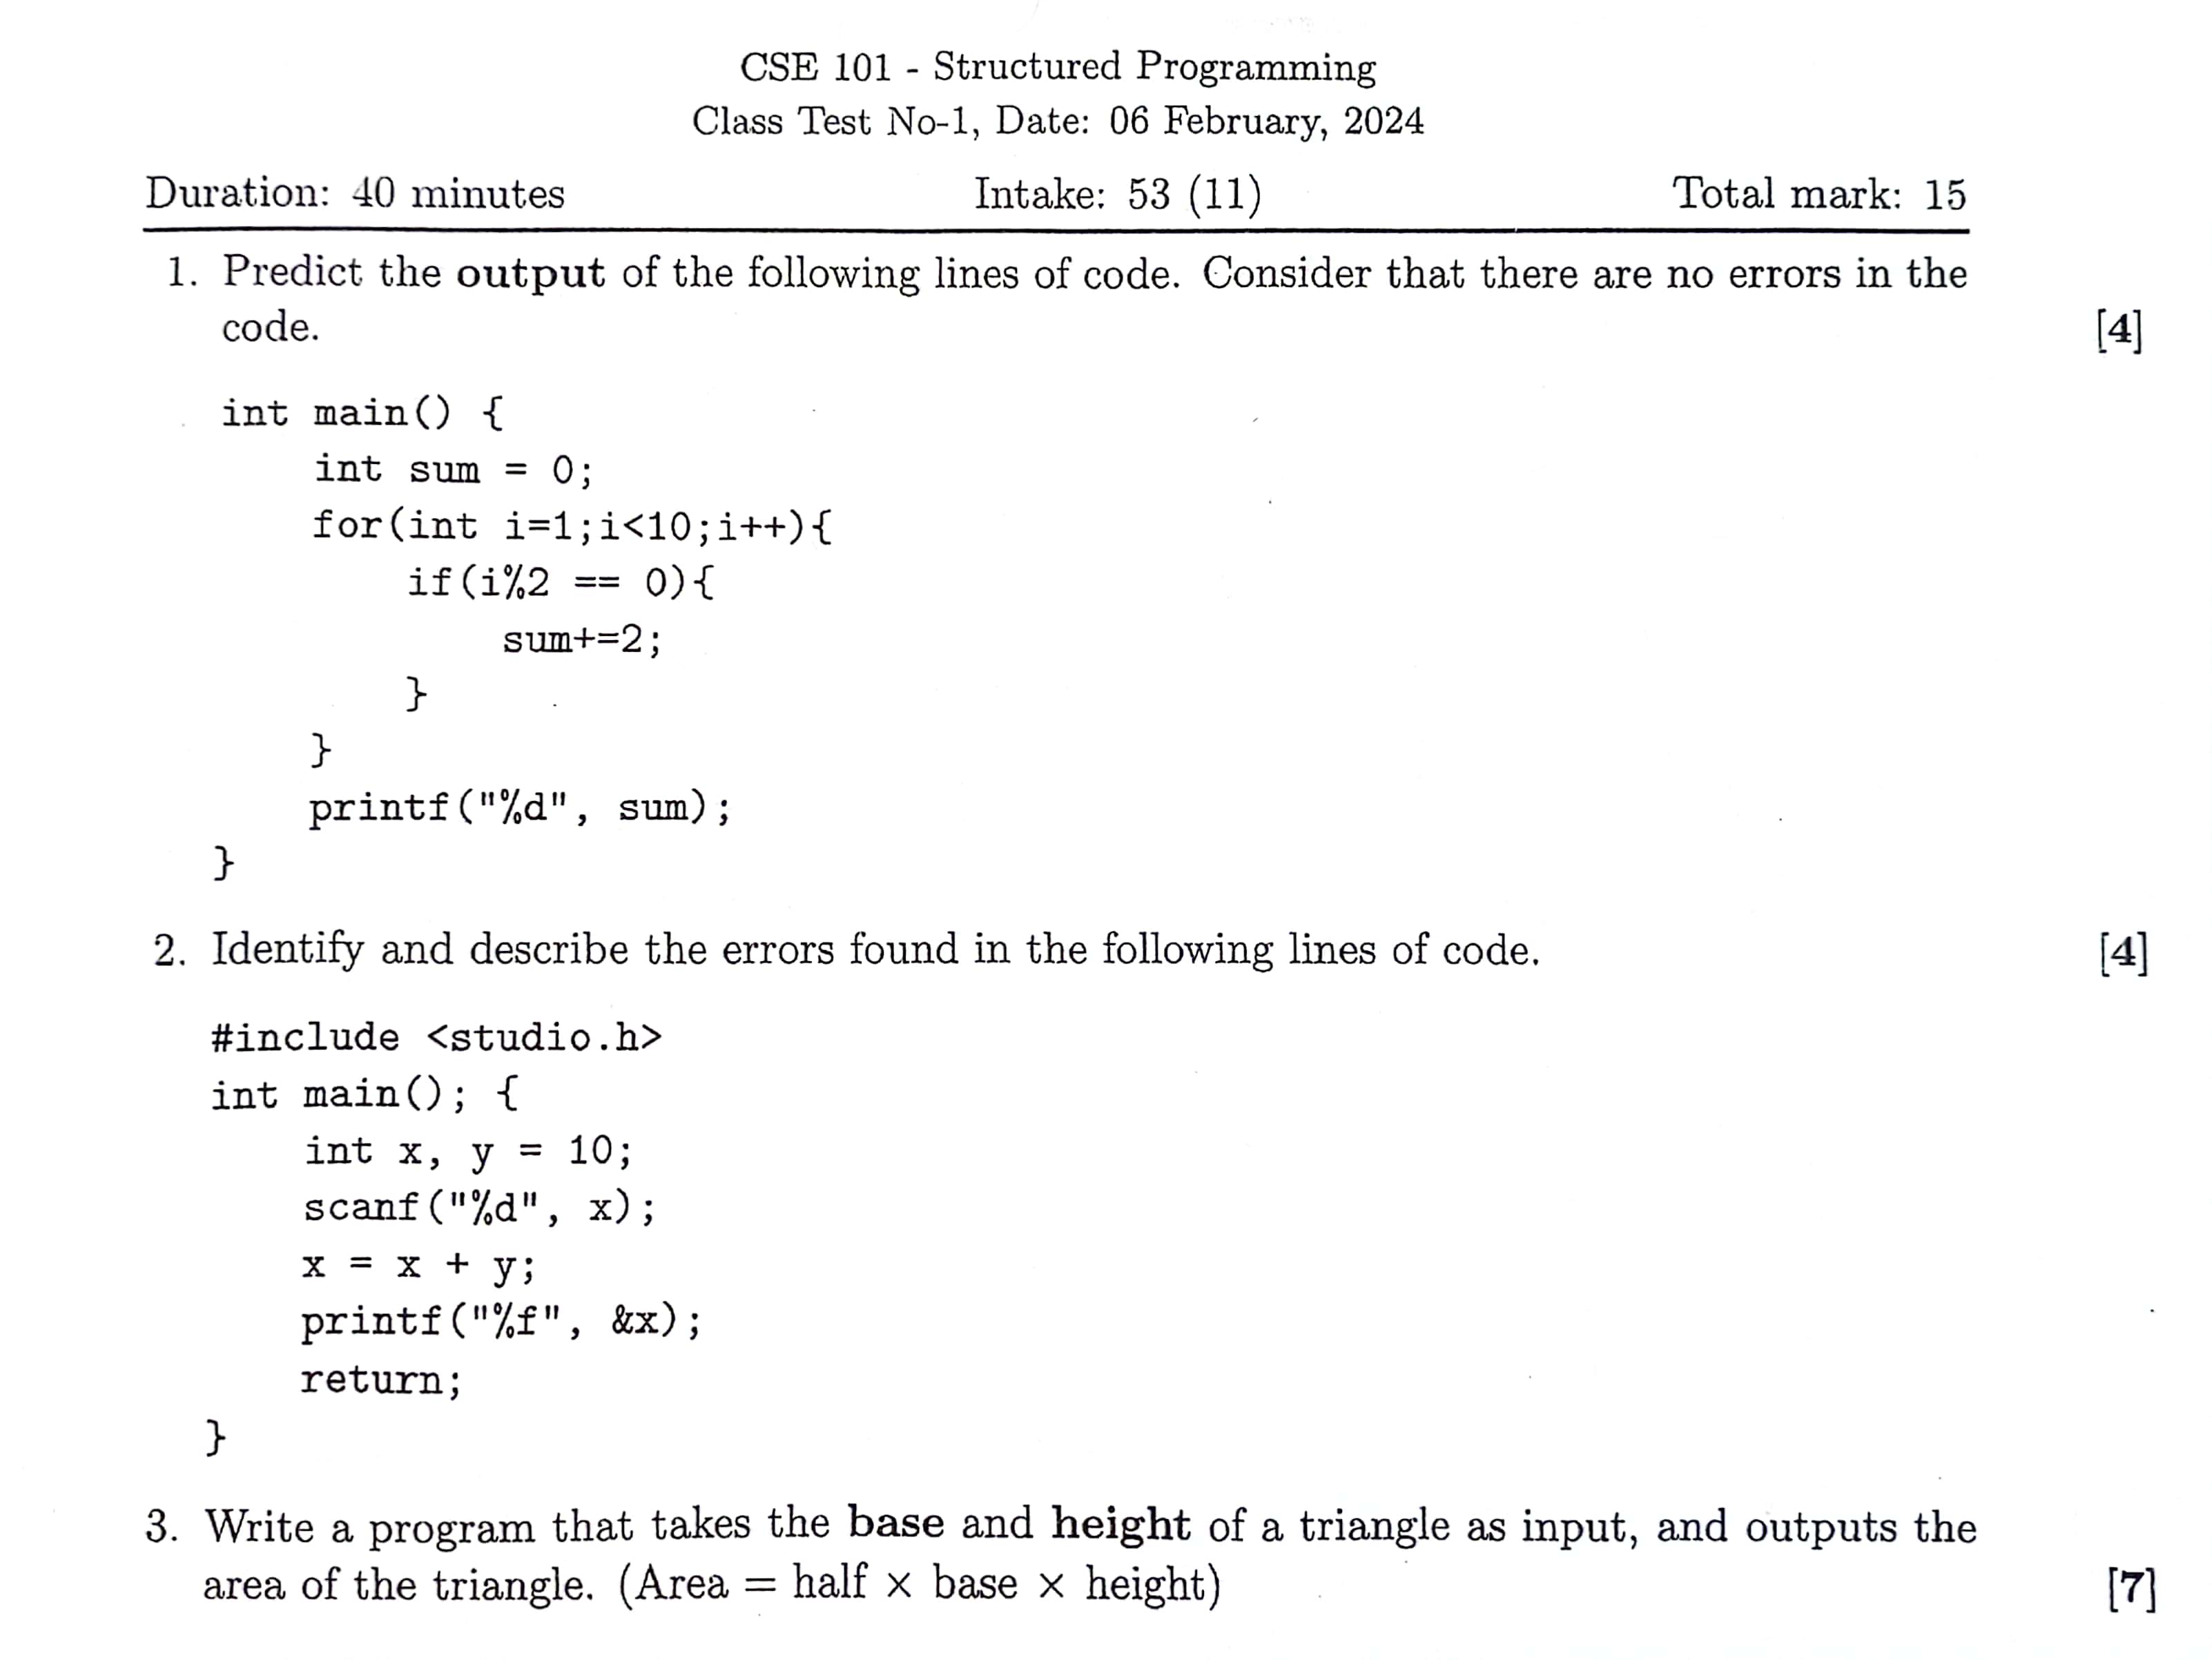 CSE 101 - Structured Programming
Class Test No-1, Date: 06 February, 2024
Duration: 40 minutes Intake: 53 (11) Total mark: 15
1. Predict the output of the following lines of code. Consider that there are no errors in the
code. [4]
int main() {
    int sum = 0;
    for(int i=1;i<10;i++){
        if(i%2 == 0){
            sum+=2;
        }
    }
    printf("%d", sum);
}
2. Identify and describe the errors found in the following lines of code. [4]
#include <studio.h>
int main(); {
    int x, y = 10;
    scanf("%d", x);
    x = x + y;
    printf("%f", &x);
    return;
}
3. Write a program that takes the base and height of a triangle as input, and outputs the
area of the triangle. (Area = half × base × height) [7]